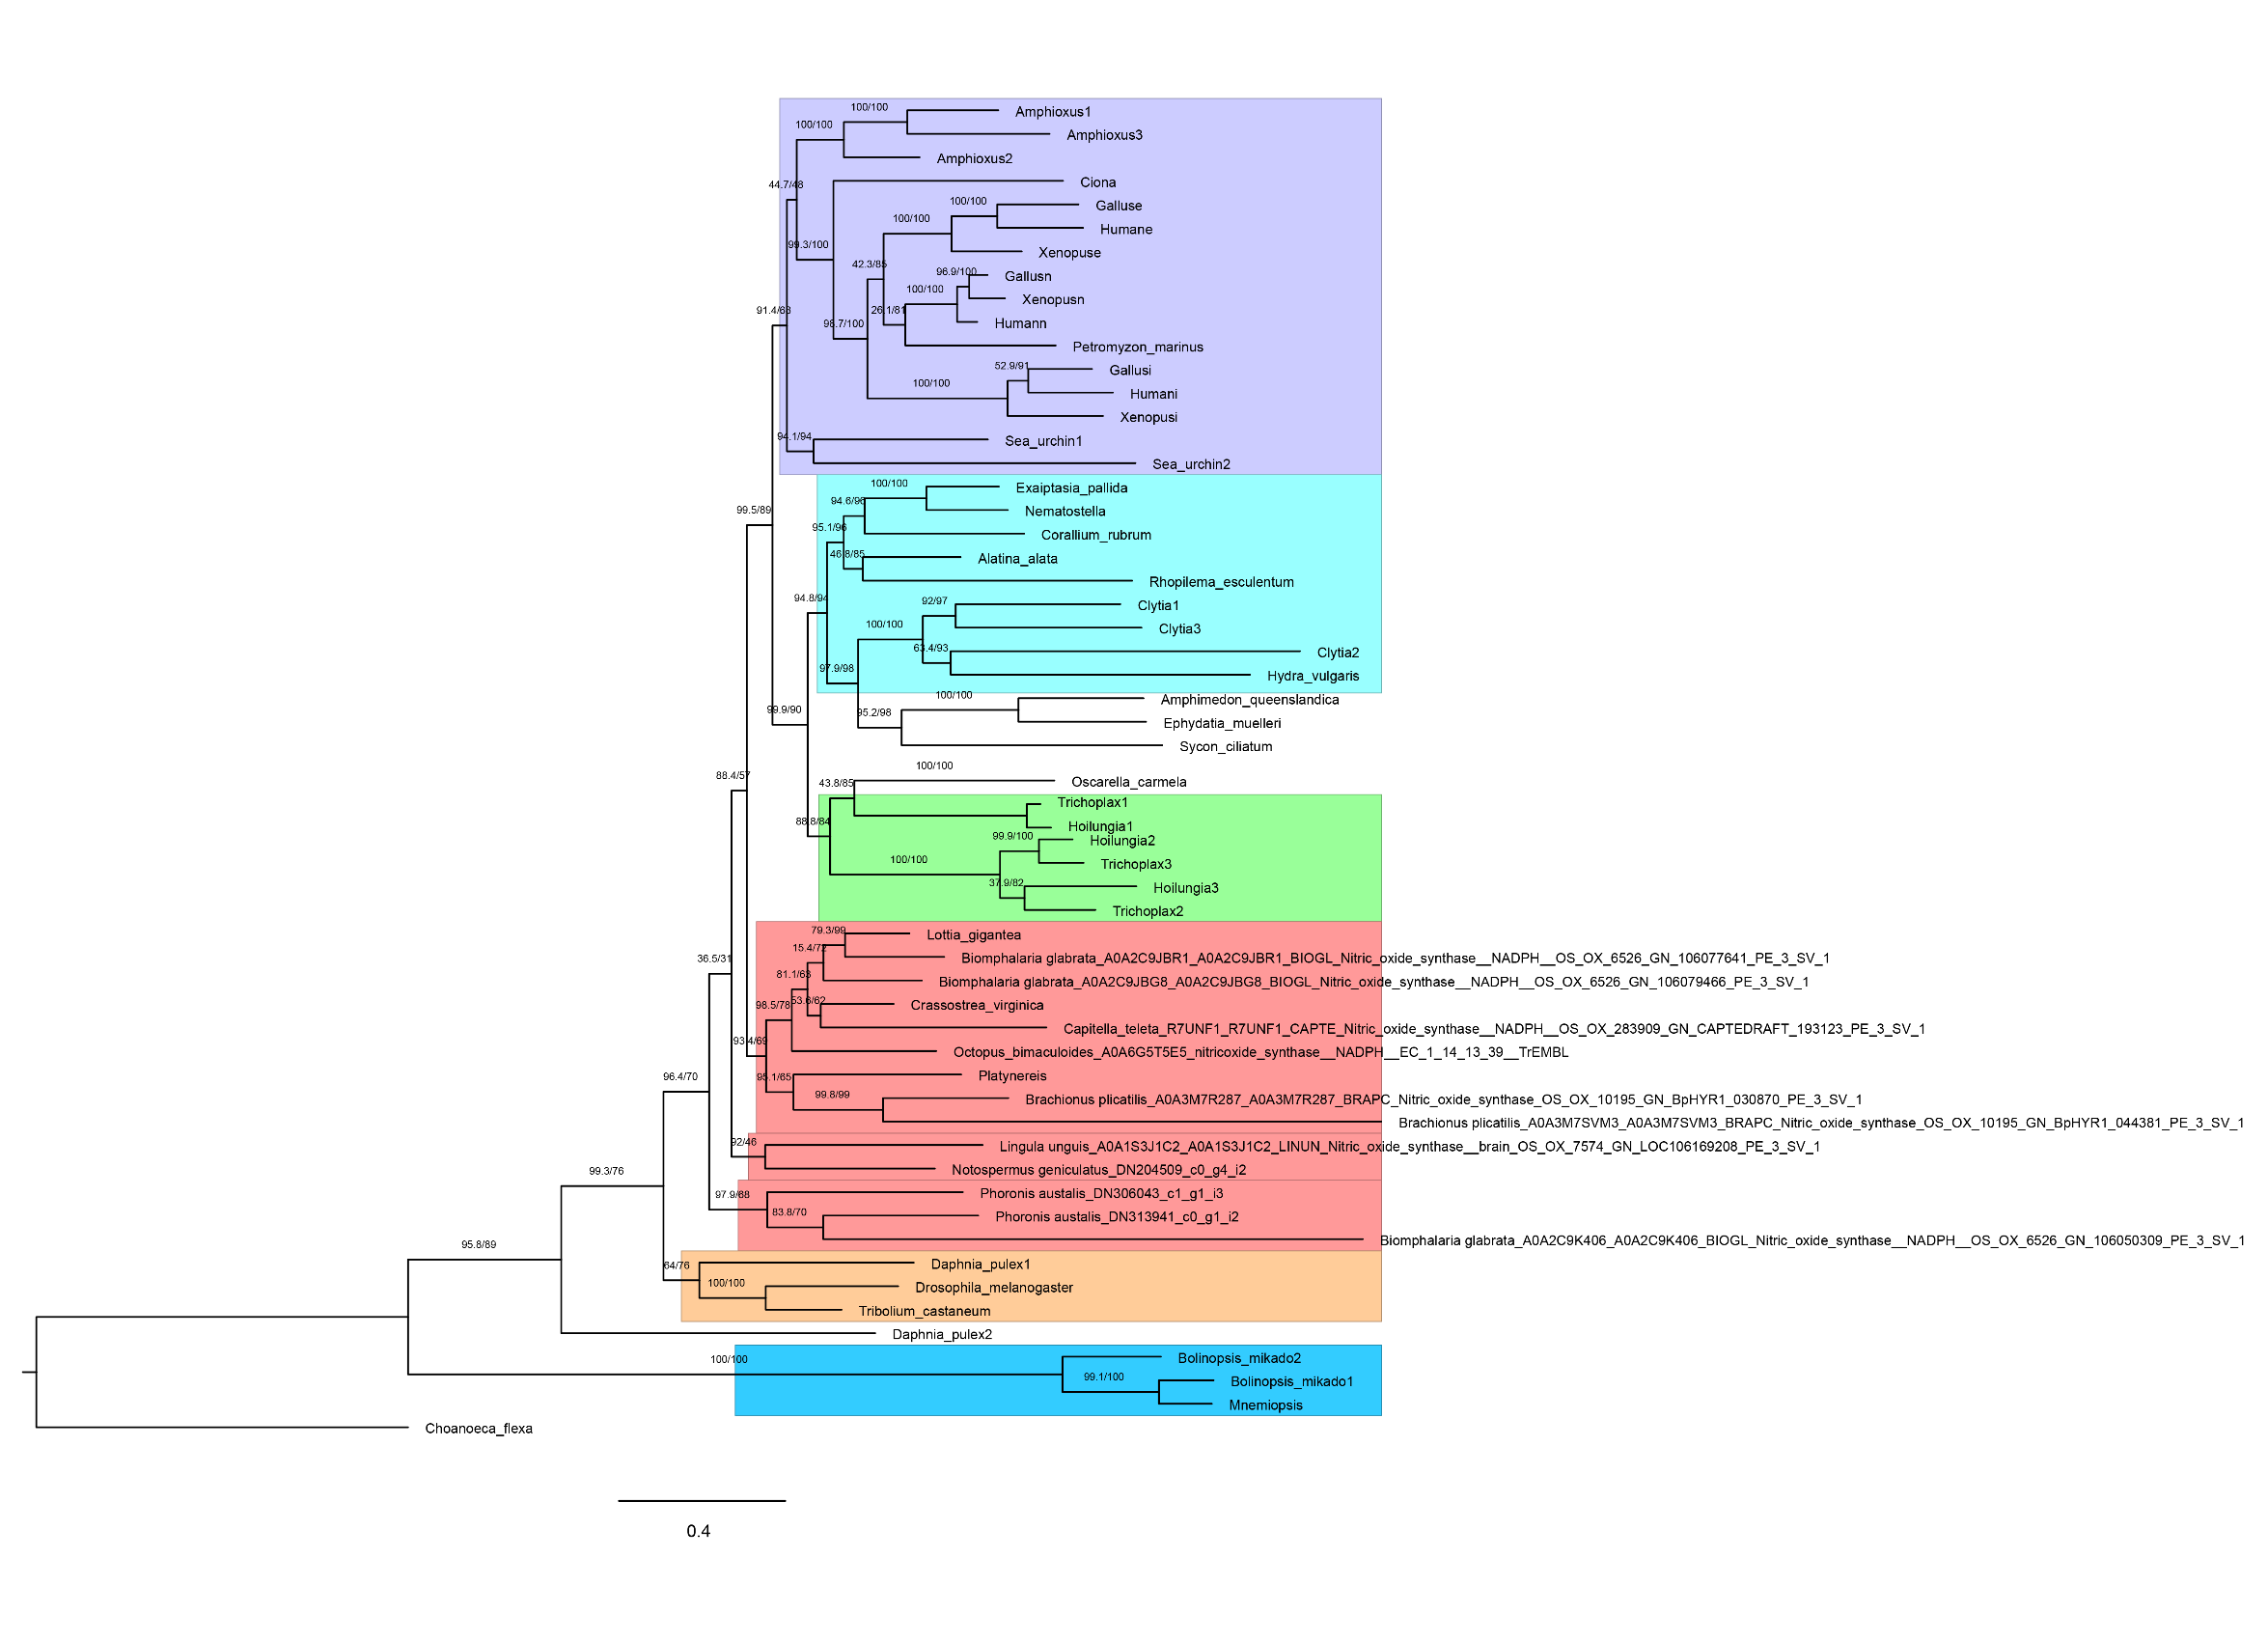 100/100
Amphioxus1
100/100
Amphioxus3
Amphioxus2
Ciona
44.7/48
100/100
Galluse
100/100
Humane
99.3/100
Xenopuse
42.3/85
96.9/100
Gallusn
100/100
Xenopusn
91.4/63
98.7/100
26.1/81
Humann
Petromyzon_marinus
52.9/91
Gallusi
100/100
Humani
Xenopusi
94.1/94
Sea_urchin1
Sea_urchin2
100/100
Exaiptasia_pallida
94.6/96
99.5/89
Nematostella
95.1/96
Corallium_rubrum
46.8/85
Alatina_alata
Rhopilema_esculentum
94.8/94
92/97
Clytia1
100/100
Clytia3
63.4/93
Clytia2
97.9/98
Hydra_vulgaris
100/100
Amphimedon_queenslandica
99.9/90
95.2/98
Ephydatia_muelleri
Sycon_ciliatum
100/100
88.4/57
43.8/85
Oscarella_carmela
Trichoplax1
88.8/84
Hoilungia1
99.9/100
Hoilungia2
100/100
Trichoplax3
37.9/82
Hoilungia3
Trichoplax2
79.3/99
Lottia_gigantea
36.5/31
15.4/72
Biomphalaria glabrata_A0A2C9JBR1_A0A2C9JBR1_BIOGL_Nitric_oxide_synthase__NADPH__OS_OX_6526_GN_106077641_PE_3_SV_1
81.1/63
Biomphalaria glabrata_A0A2C9JBG8_A0A2C9JBG8_BIOGL_Nitric_oxide_synthase__NADPH__OS_OX_6526_GN_106079466_PE_3_SV_1
98.5/78
53.6/62
Crassostrea_virginica
Capitella_teleta_R7UNF1_R7UNF1_CAPTE_Nitric_oxide_synthase__NADPH__OS_OX_283909_GN_CAPTEDRAFT_193123_PE_3_SV_1
93.4/69
Octopus_bimaculoides_A0A6G5T5E5_nitricoxide_synthase__NADPH__EC_1_14_13_39__TrEMBL
96.4/70
95.1/65
Platynereis
99.8/99
Brachionus plicatilis_A0A3M7R287_A0A3M7R287_BRAPC_Nitric_oxide_synthase_OS_OX_10195_GN_BpHYR1_030870_PE_3_SV_1
Brachionus plicatilis_A0A3M7SVM3_A0A3M7SVM3_BRAPC_Nitric_oxide_synthase_OS_OX_10195_GN_BpHYR1_044381_PE_3_SV_1
92/46
Lingula unguis_A0A1S3J1C2_A0A1S3J1C2_LINUN_Nitric_oxide_synthase__brain_OS_OX_7574_GN_LOC106169208_PE_3_SV_1
99.3/76
Notospermus geniculatus_DN204509_c0_g4_i2
97.9/68
Phoronis austalis_DN306043_c1_g1_i3
83.8/70
Phoronis austalis_DN313941_c0_g1_i2
95.8/89
Biomphalaria glabrata_A0A2C9K406_A0A2C9K406_BIOGL_Nitric_oxide_synthase__NADPH__OS_OX_6526_GN_106050309_PE_3_SV_1
64/76
Daphnia_pulex1
100/100
Drosophila_melanogaster
Tribolium_castaneum
Daphnia_pulex2
100/100
Bolinopsis_mikado2
99.1/100
Bolinopsis_mikado1
Mnemiopsis
Choanoeca_flexa
0.4